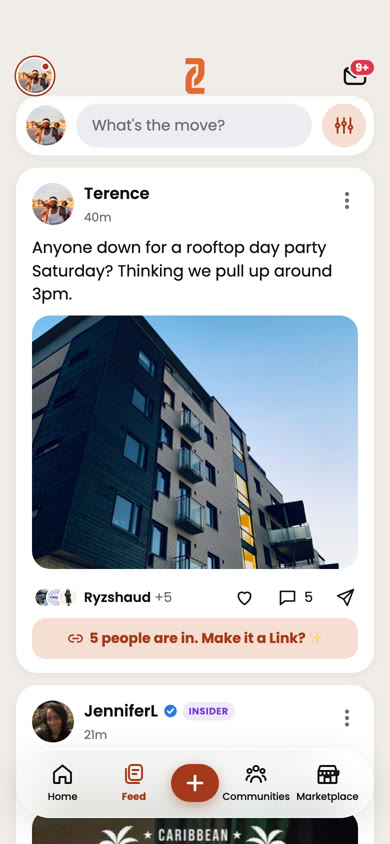 9+
What's the move?
Terence
40m
Anyone down for a rooftop day party
Saturday? Thinking we pull up around
3pm.
Ryzshaud +5
5
5 people are in. Make it a Link? ✨
JenniferL INSIDER
21m
Home
Feed
Communities
Marketplace
★ CARIBBEAN ★